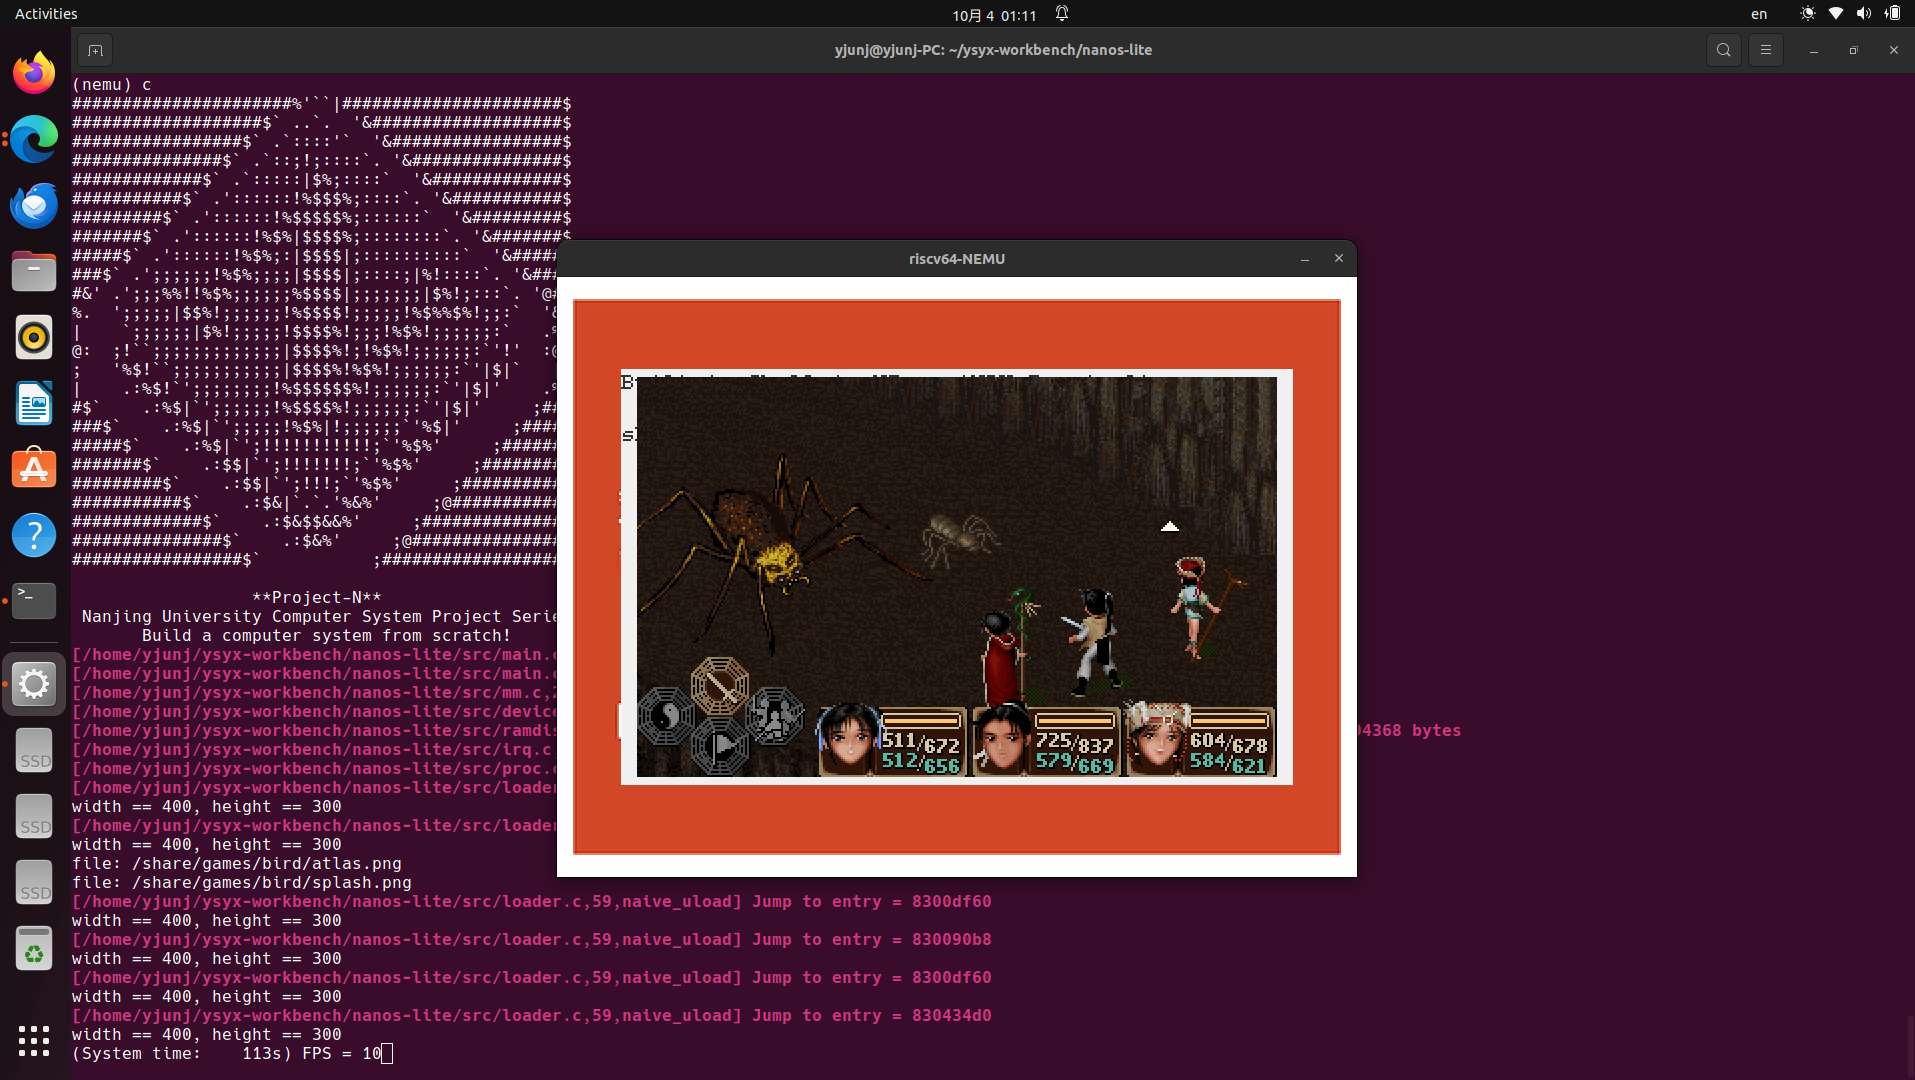 Activities
10月 4 01:11
en
yjunj@yjunj-PC: ~/ysyx-workbench/nanos-lite
(nemu) c
######################%'``|######################$
###################$` ..`.  '&###################$
#################$` .`::::'`  '&#################$
###############$` .`::;!;::::`. '&###############$
#############$` .`:::::|$%;::::`  '&#############$
###########$` .'::::::!%$$$%;::::`. '&###########$
#########$` .'::::::!%$$$$$%;::::::`  '&#########$
#######$` .'::::::!%$%|$$$$%;::::::::`. '&#######$
#####$` .'::::::!%$%;:|$$$$|;::::::::::`  '&####
###$` .';;;;;;!%$%;;;;|$$$$|;::::;|%!::::`. '&##
#&' .';;;%%!!%$%;;;;;;%$$$$|;;;;;;;|$%!;:::`. '@
%.  ';;;;;|$$%!;;;;;;!%$$$$!;;;;;!%$%%$%!;;:`  '
|    `;;;;;;|$%!;;;;;!$$$$%!;;;!%$%!;;;;;;:`   .
@:  ;!``;;;;;;;;;;;;;|$$$$%!;!%$%!;;;;;;:`'!'  :
;   '%$!``;;;;;;;;;;;|$$$$%!%$%!;;;;;;:`'|$|`
|    .:%$!`';;;;;;;;!%$$$$$$%!;;;;;;:`'|$|'    .
#$`    .:%$|`';;;;;;!%$$$$%!;;;;;;:`'|$|'     ;#
###$`    .:%$|`';;;;;!%$%|!;;;;;;`'%$|'     ;###
#####$`    .:%$|`';!!!!!!!!!!!;`'%$%'      ;####
#######$`    .:$$|`';!!!!!!!;`'%$%'      ;######
#########$`    .:$$|`';!!!;`'%$%'     ;#########
###########$`    .:$&|`.`.'%&%'     ;@##########
#############$`    .:$&$$&&%'     ;#############
###############$`    .:$&%'     ;@##############
#################$`           ;#################
**Project-N**
Nanjing University Computer System Project Serie
Build a computer system from scratch!
[/home/yjunj/ysyx-workbench/nanos-lite/src/main.c
[/home/yjunj/ysyx-workbench/nanos-lite/src/main.c
[/home/yjunj/ysyx-workbench/nanos-lite/src/mm.c,2
[/home/yjunj/ysyx-workbench/nanos-lite/src/device
[/home/yjunj/ysyx-workbench/nanos-lite/src/ramdis 4368 bytes
[/home/yjunj/ysyx-workbench/nanos-lite/src/irq.c
[/home/yjunj/ysyx-workbench/nanos-lite/src/proc.c
[/home/yjunj/ysyx-workbench/nanos-lite/src/loader
width == 400, height == 300
[/home/yjunj/ysyx-workbench/nanos-lite/src/loader
width == 400, height == 300
file: /share/games/bird/atlas.png
file: /share/games/bird/splash.png
[/home/yjunj/ysyx-workbench/nanos-lite/src/loader.c,59,naive_uload] Jump to entry = 8300df60
width == 400, height == 300
[/home/yjunj/ysyx-workbench/nanos-lite/src/loader.c,59,naive_uload] Jump to entry = 830090b8
width == 400, height == 300
[/home/yjunj/ysyx-workbench/nanos-lite/src/loader.c,59,naive_uload] Jump to entry = 8300df60
width == 400, height == 300
[/home/yjunj/ysyx-workbench/nanos-lite/src/loader.c,59,naive_uload] Jump to entry = 830434d0
width == 400, height == 300
(System time:    113s) FPS = 10
riscv64-NEMU
511/672
512/656
725/837
579/669
604/678
584/621
SSD
SSD
SSD